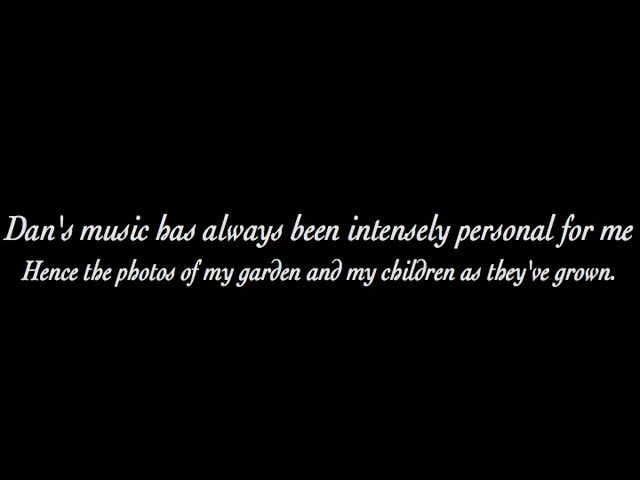 Dan's music has always been intensely personal for me
Hence the photos of my garden and my children as they've grown.